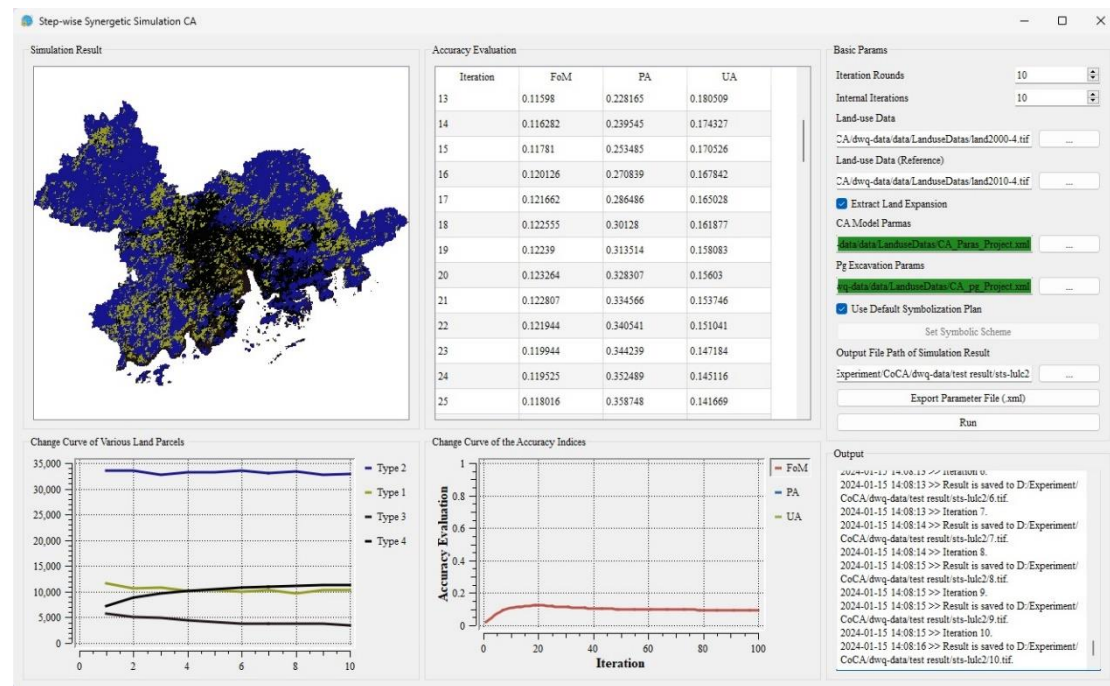 Step-wise Synergetic Simulation CA
Simulation Result
Accuracy Evaluation
Iteration FoM PA UA
13 0.11598 0.228165 0.180509
14 0.116282 0.239545 0.174327
15 0.11781 0.253485 0.170526
16 0.120126 0.270839 0.167842
17 0.121662 0.286486 0.165028
18 0.122555 0.30128 0.161877
19 0.12239 0.313514 0.158083
20 0.123264 0.328307 0.15603
21 0.122807 0.334566 0.153746
22 0.121944 0.340541 0.151041
23 0.119944 0.344239 0.147184
24 0.119525 0.352489 0.145116
25 0.118016 0.358748 0.141669
Basic Params
Iteration Rounds 10
Internal Iterations 10
Land-use Data
CA/dwq-data/data/LanduseDatas/land2000-4.tif ...
Land-use Data (Reference)
CA/dwq-data/data/LanduseDatas/land2010-4.tif ...
Extract Land Expansion
CA Model Parmas
-data/data/LanduseDatas/CA_Paras_Project.xml ...
Pg Excavation Params
wq-data/data/LanduseDatas/CA_pg_Project.xml ...
Use Default Symbolization Plan
Set Symbolic Scheme
Output File Path of Simulation Result
Experiment/CoCA/dwq-data/test result/sts-lulc2 ...
Export Parameter File (.xml)
Run
Change Curve of Various Land Parcels
35,000
30,000
25,000
20,000
15,000
10,000
5,000
0
0 2 4 6 8 10
Type 2
Type 1
Type 3
Type 4
Change Curve of the Accuracy Indices
Accuracy Evaluation
1
0.8
0.6
0.4
0.2
0
0 20 40 60 80 100
Iteration
FoM
PA
UA
Output
2024-01-15 14:08:13 >> Iteration 6.
2024-01-15 14:08:13 >> Result is saved to D:/Experiment/
CoCA/dwq-data/test result/sts-lulc2/6.tif.
2024-01-15 14:08:13 >> Iteration 7.
2024-01-15 14:08:14 >> Result is saved to D:/Experiment/
CoCA/dwq-data/test result/sts-lulc2/7.tif.
2024-01-15 14:08:14 >> Iteration 8.
2024-01-15 14:08:15 >> Result is saved to D:/Experiment/
CoCA/dwq-data/test result/sts-lulc2/8.tif.
2024-01-15 14:08:15 >> Iteration 9.
2024-01-15 14:08:15 >> Result is saved to D:/Experiment/
CoCA/dwq-data/test result/sts-lulc2/9.tif.
2024-01-15 14:08:15 >> Iteration 10.
2024-01-15 14:08:16 >> Result is saved to D:/Experiment/
CoCA/dwq-data/test result/sts-lulc2/10.tif.